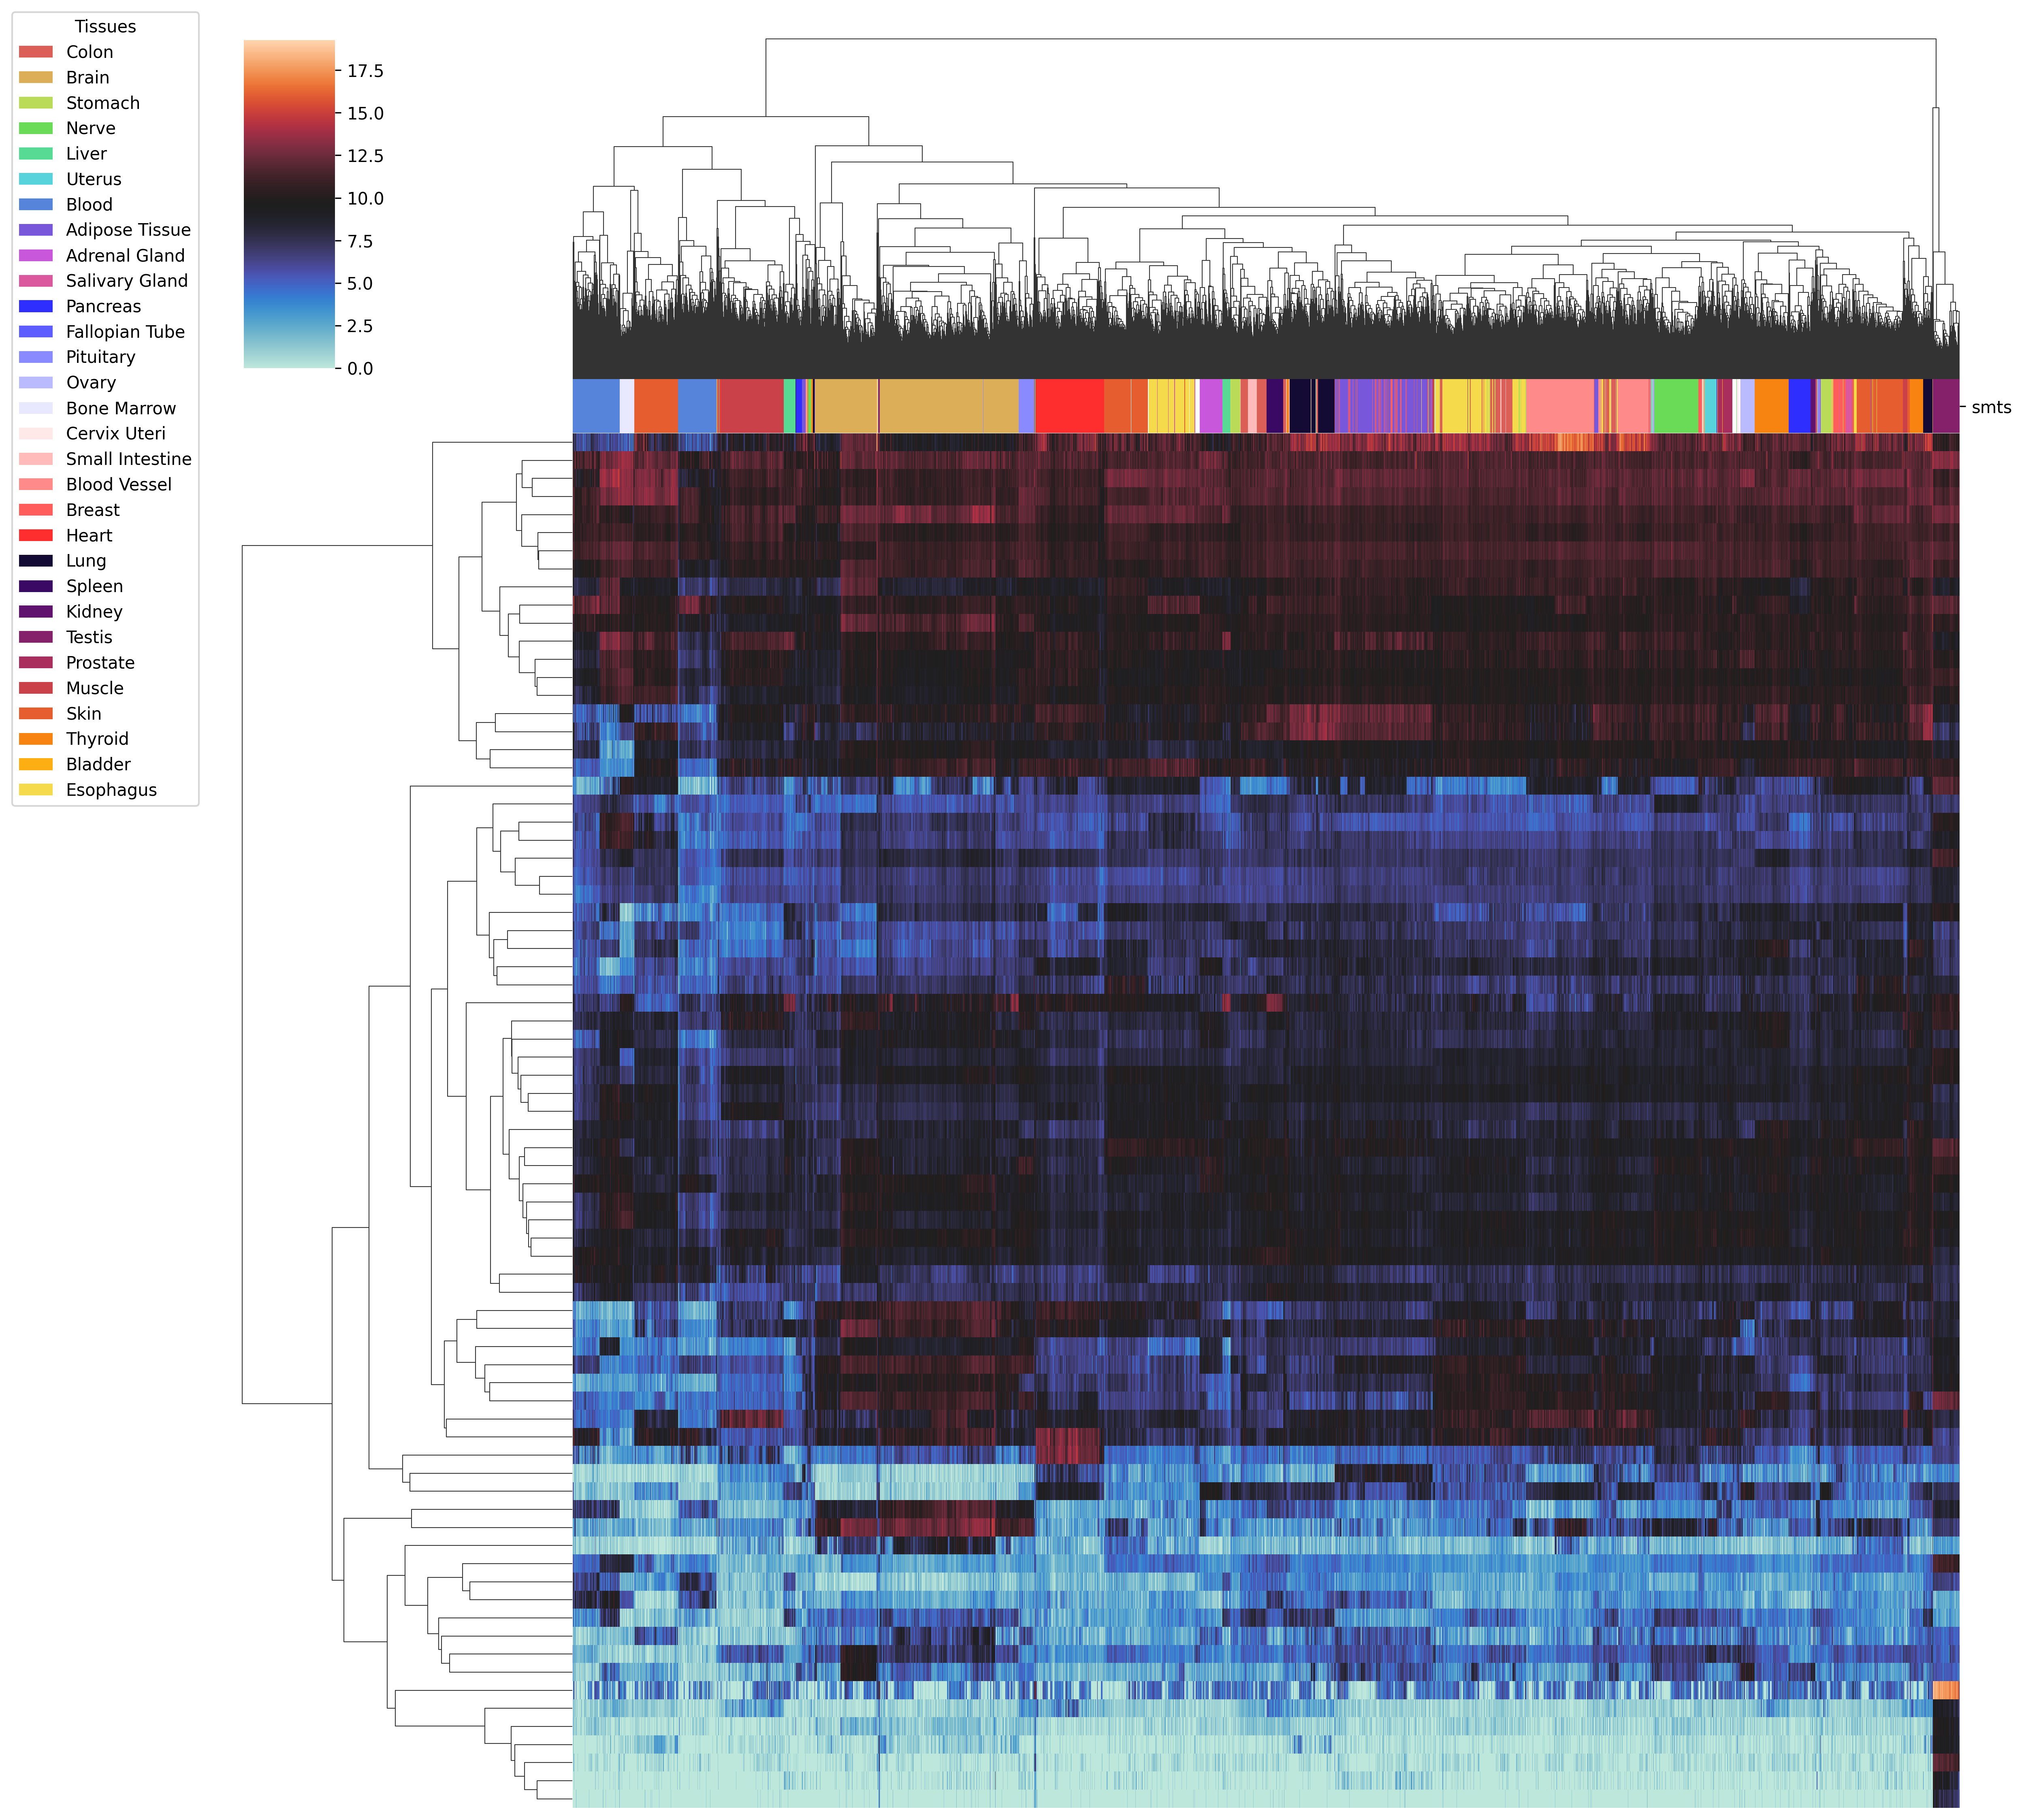 Tissues
Colon
Brain
Stomach
Nerve
Liver
Uterus
Blood
Adipose Tissue
Adrenal Gland
Salivary Gland
Pancreas
Fallopian Tube
Pituitary
Ovary
Bone Marrow
Cervix Uteri
Small Intestine
Blood Vessel
Breast
Heart
Lung
Spleen
Kidney
Testis
Prostate
Muscle
Skin
Thyroid
Bladder
Esophagus
17.5
15.0
12.5
10.0
7.5
5.0
2.5
0.0
smts